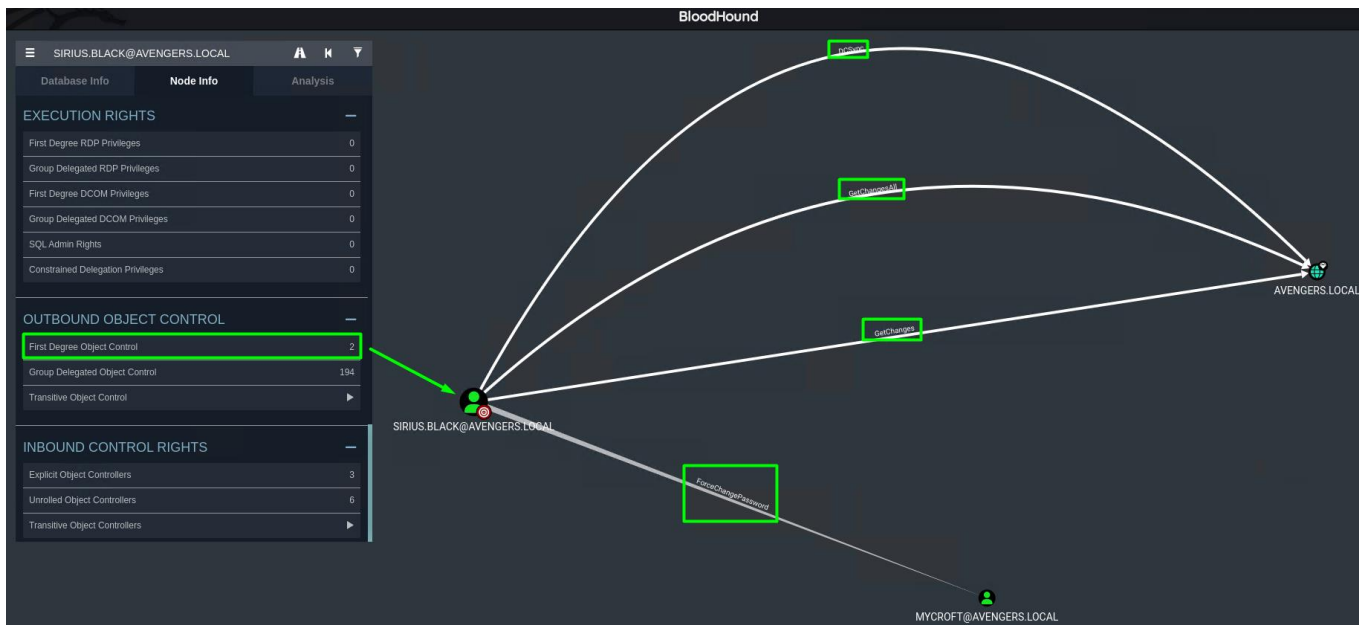 BloodHound
SIRIUS.BLACK@AVENGERS.LOCAL
Database Info
Node Info
Analysis
EXECUTION RIGHTS
First Degree RDP Privileges 0
Group Delegated RDP Privileges 0
First Degree DCOM Privileges 0
Group Delegated DCOM Privileges 0
SQL Admin Rights 0
Constrained Delegation Privileges 0
OUTBOUND OBJECT CONTROL
First Degree Object Control 2
Group Delegated Object Control 194
Transitive Object Control
INBOUND CONTROL RIGHTS
Explicit Object Controllers 3
Unrolled Object Controllers 6
Transitive Object Controllers
DCSync
GetChangesAll
GetChanges
AVENGERS.LOCAL
SIRIUS.BLACK@AVENGERS.LOCAL
ForceChangePassword
MYCROFT@AVENGERS.LOCAL